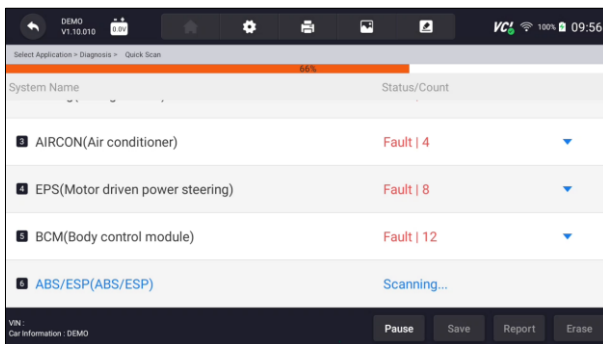 DEMO
V1.10.010
0.0V
VC!
100%
09:56
Select Application > Diagnosis > Quick Scan
66%
System Name Status/Count
3 AIRCON(Air conditioner) Fault | 4
4 EPS(Motor driven power steering) Fault | 8
5 BCM(Body control module) Fault | 12
6 ABS/ESP(ABS/ESP) Scanning...
VIN :
Car Information : DEMO
Pause Save Report Erase